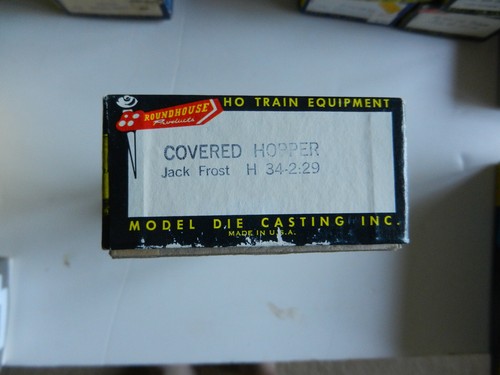 ROUNDHOUSE
Products
HO TRAIN EQUIPMENT
COVERED HOPPER
Jack Frost H 34-2:29
MODEL DIE CASTING INC.
MADE IN U.S.A.